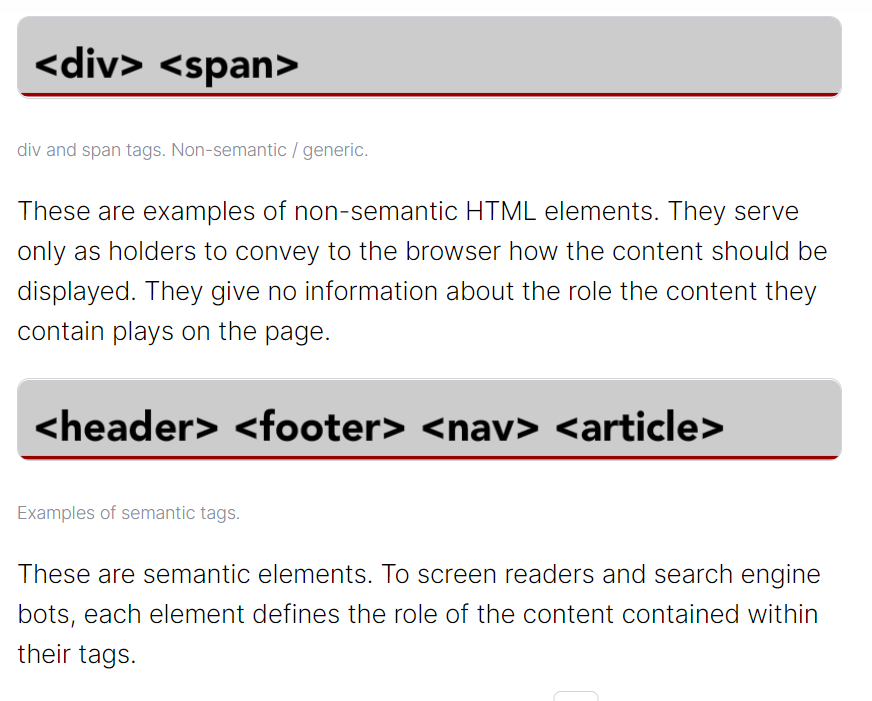 <div> <span>
div and span tags. Non-semantic / generic.
These are examples of non-semantic HTML elements. They serve
only as holders to convey to the browser how the content should be
displayed. They give no information about the role the content they
contain plays on the page.
<header> <footer> <nav> <article>
Examples of semantic tags.
These are semantic elements. To screen readers and search engine
bots, each element defines the role of the content contained within
their tags.